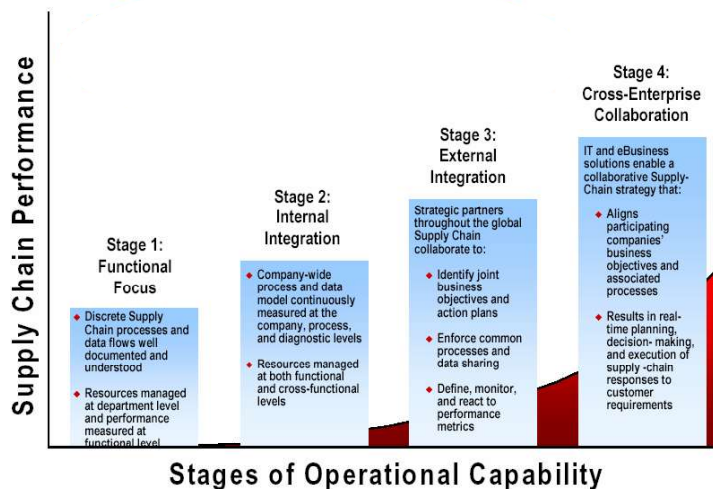 Supply Chain Performance
Stage 1:
Functional
Focus
◆ Discrete Supply
Chain processes and
data flows well
documented and
understood
◆ Resources managed
at department level
and performance
measured at
functional level
Stage 2:
Internal
Integration
◆ Company-wide
process and data
model continuously
measured at the
company, process,
and diagnostic levels
◆ Resources managed
at both functional
and cross-functional
levels
Stage 3:
External
Integration
Strategic partners
throughout the global
Supply Chain
collaborate to:
◆ Identify joint
business
objectives and
action plans
◆ Enforce common
processes and
data sharing
◆ Define, monitor,
and react to
performance
metrics
Stage 4:
Cross-Enterprise
Collaboration
IT and eBusiness
solutions enable a
collaborative Supply-
Chain strategy that:
◆ Aligns
participating
companies'
business
objectives and
associated
processes
◆ Results in real-
time planning,
decision- making,
and execution of
supply -chain
responses to
customer
requirements
Stages of Operational Capability